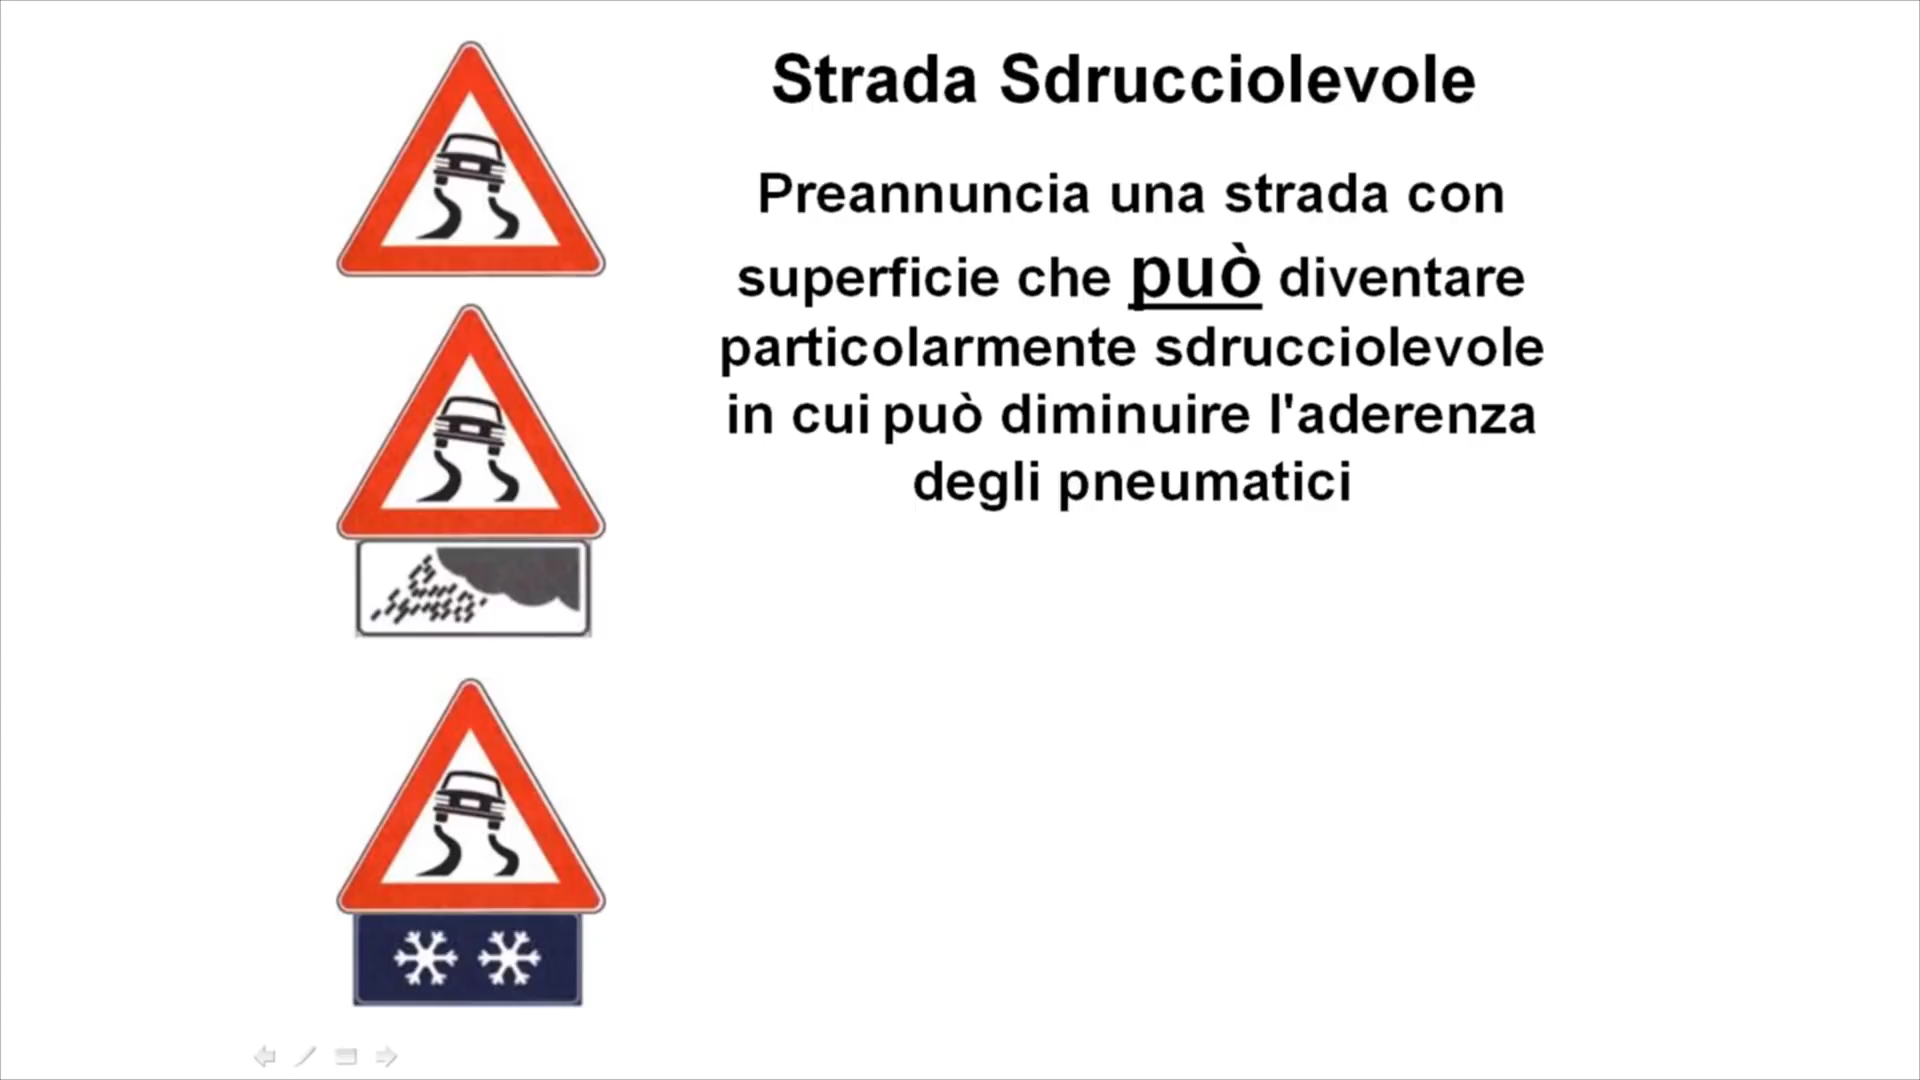 Strada Sdrucciolevole
Preannuncia una strada con
superficie che può diventare
particolarmente sdrucciolevole
in cui può diminuire l'aderenza
degli pneumatici